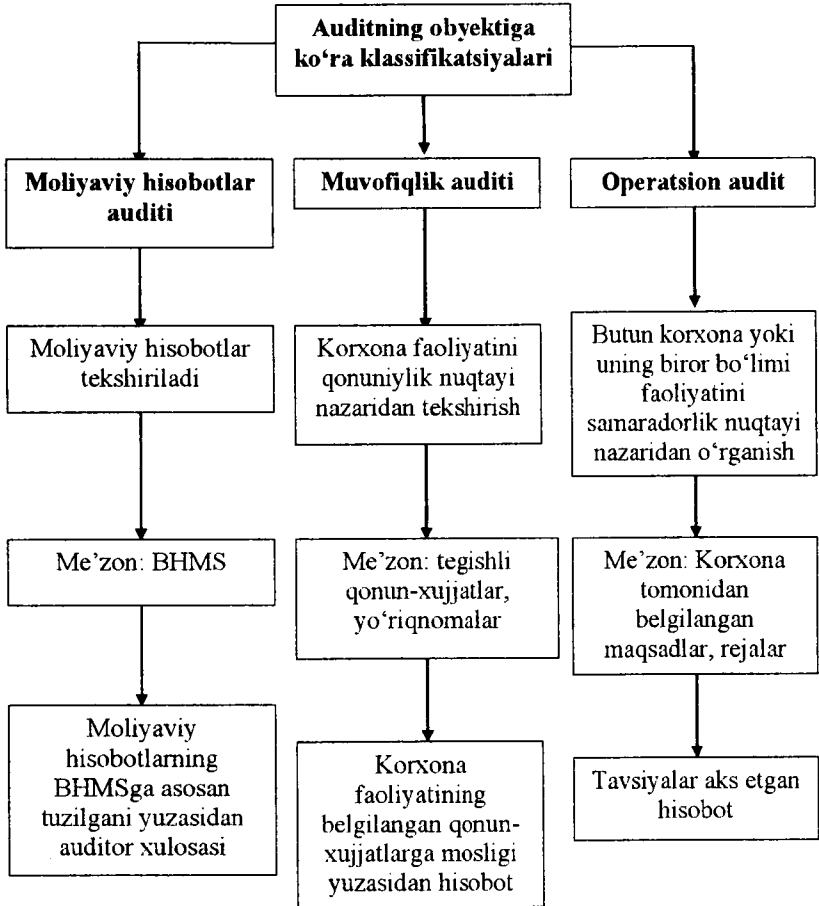 Auditning obyektiga
ko‘ra klassifikatsiyalari
Moliyaviy hisobotlar
auditi
Muvofiqlik auditi
Operatsion audit
Moliyaviy hisobotlar
tekshiriladi
Korxona faoliyatini
qonuniylik nuqtayi
nazaridan tekshirish
Butun korxona yoki
uning biror bo‘limi
faoliyatini
samaradorlik nuqtayi
nazaridan o‘rganish
Me’zon: BHMS
Me’zon: tegishli
qonun-xujjatlar,
yo‘riqnomalar
Me’zon: Korxona
tomonidan
belgilangan
maqsadlar, rejalar
Moliyaviy
hisobotlarning
BHMSga asosan
tuzilgani yuzasidan
auditor xulosasi
Korxona
faoliyatining
belgilangan qonun-
xujjatlarga mosligi
yuzasidan hisobot
Tavsiyalar aks etgan
hisobot